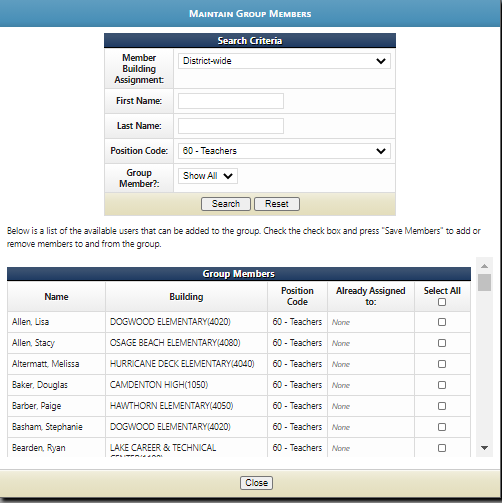 Maintain Group Members
Search Criteria
Member
Building
Assignment:
District-wide
First Name:
Last Name:
Position Code:
60 - Teachers
Group
Member?:
Show All
Search
Reset
Below is a list of the available users that can be added to the group. Check the check box and press "Save Members" to add or
remove members to and from the group.
Group Members
Name
Building
Position
Code
Already Assigned
to:
Select All
Allen, Lisa DOGWOOD ELEMENTARY(4020) 60 - Teachers None
Allen, Stacy OSAGE BEACH ELEMENTARY(4080) 60 - Teachers None
Altermatt, Melissa HURRICANE DECK ELEMENTARY(4040) 60 - Teachers None
Baker, Douglas CAMDENTON HIGH(1050) 60 - Teachers None
Barber, Paige HAWTHORN ELEMENTARY(4050) 60 - Teachers None
Basham, Stephanie DOGWOOD ELEMENTARY(4020) 60 - Teachers None
Bearden, Ryan LAKE CAREER & TECHNICAL 60 - Teachers None
Close